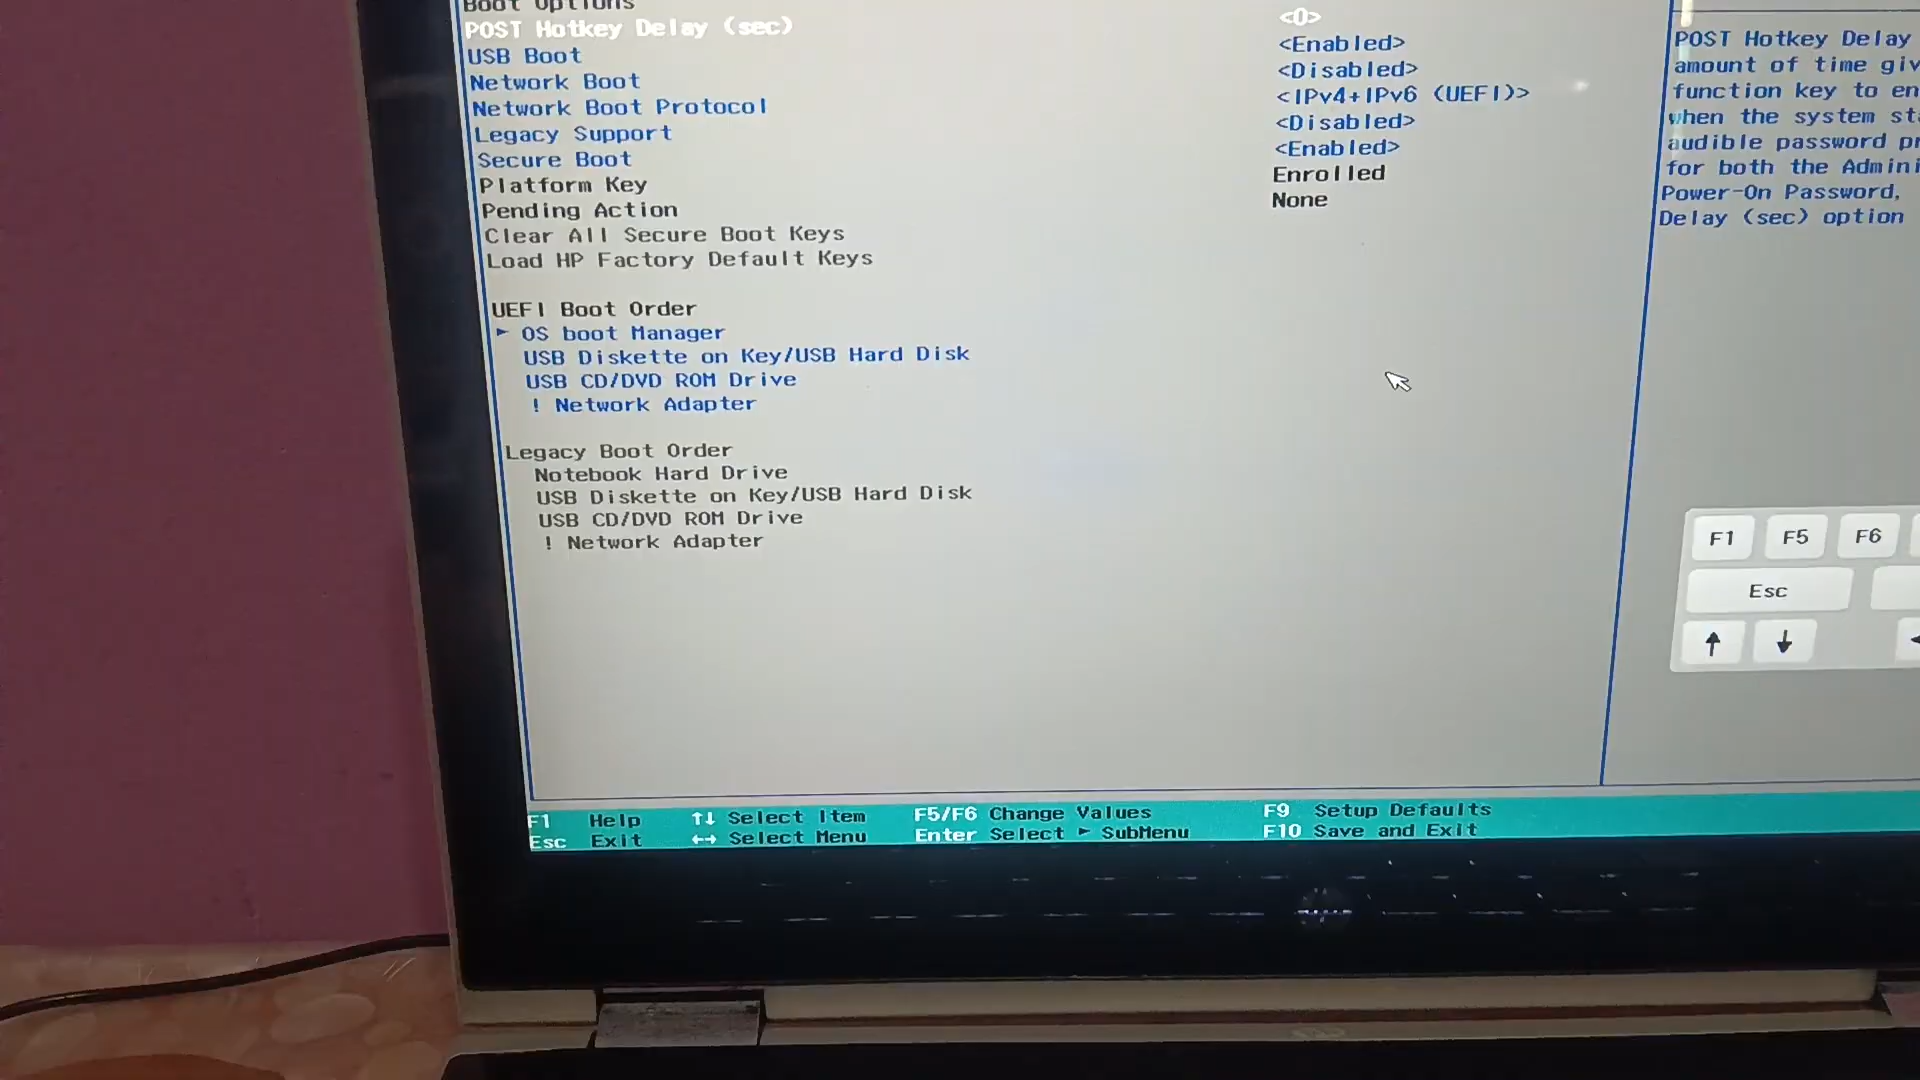 Boot Options
POST Hotkey Delay (sec) <0>
USB Boot <Enabled>
Network Boot <Disabled>
Network Boot Protocol <IPv4+IPv6 (UEFI)>
Legacy Support <Disabled>
Secure Boot <Enabled>
Platform Key Enrolled
Pending Action None
Clear All Secure Boot Keys
Load HP Factory Default Keys
UEFI Boot Order
► OS boot Manager
USB Diskette on Key/USB Hard Disk
USB CD/DVD ROM Drive
! Network Adapter
Legacy Boot Order
Notebook Hard Drive
USB Diskette on Key/USB Hard Disk
USB CD/DVD ROM Drive
! Network Adapter
POST Hotkey Delay
amount of time giv
function key to en
when the system st
audible password p
for both the Admini
Power-On Password,
Delay (sec) option
F1 F5 F6
Esc
↑ ↓
F1 Help ↑↓ Select Item F5/F6 Change Values F9 Setup Defaults
Esc Exit ←→ Select Menu Enter Select ► SubMenu F10 Save and Exit